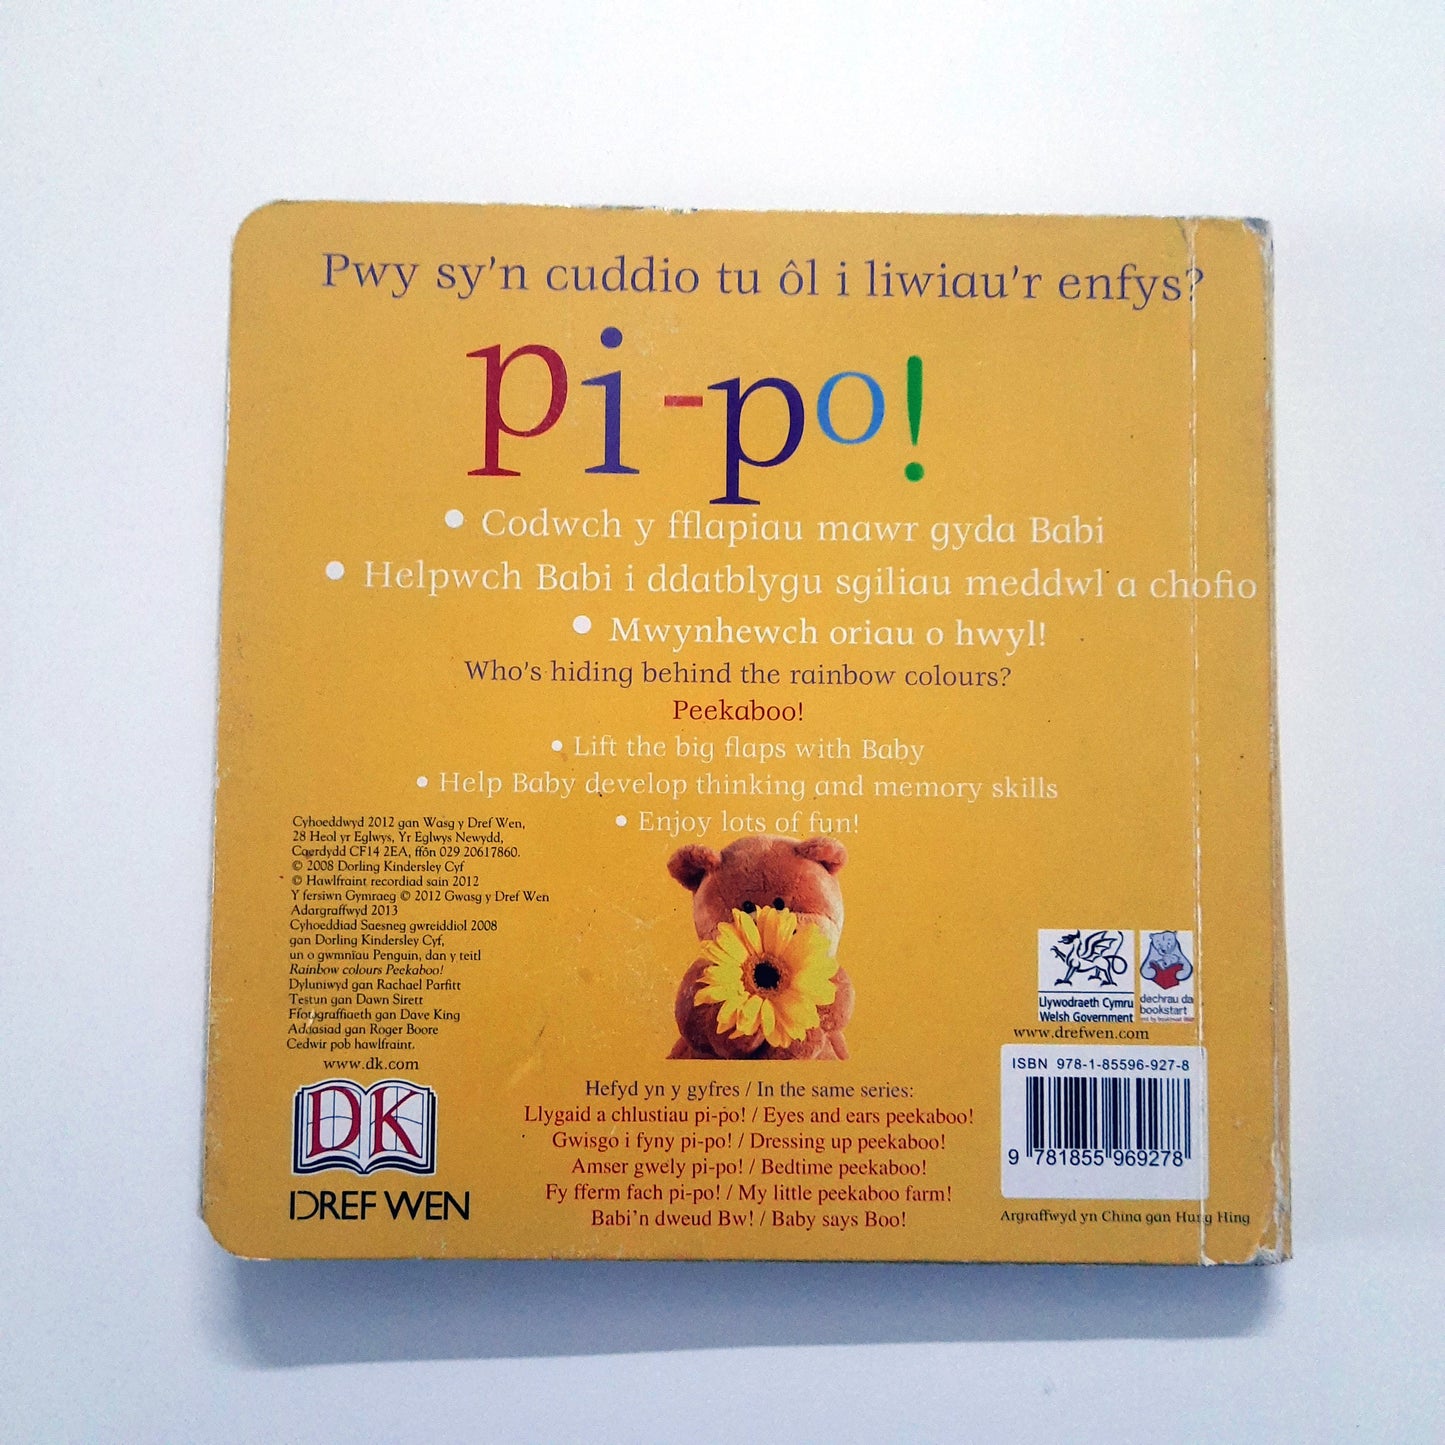 Pwy sy'n cuddio tu ôl i liwiau'r enfys?
pi-po!
• Codwch y fflapiau mawr gyda Babi
• Helpwch Babi i ddatblygu sgiliau meddwl a chofio
• Mwynhewch oriau o hwyl!
Who's hiding behind the rainbow colours?
Peekaboo!
• Lift the big flaps with Baby
• Help Baby develop thinking and memory skills
• Enjoy lots of fun!
Cyhoeddwyd 2012 gan Wasg y Dref Wen,
28 Heol yr Eglwys, Yr Eglwys Newydd,
Caerdydd CF14 2EA, ffôn 029 20617860.
© 2008 Dorling Kindersley Cyf
© Hawlfraint recordiad sain 2012
Y fersiwn Gymraeg © 2012 Gwasg y Dref Wen
Adargraffwyd 2013
Cyhoeddiad Saesneg gwreiddiol 2008
gan Dorling Kindersley Cyf,
un o gwmnïau Penguin, dan y teitl
Rainbow colours Peekaboo!
Dyluniwyd gan Rachael Parfitt
Testun gan Dawn Sirett
Ffotograffiaeth gan Dave King
Addasiad gan Roger Boore
Cedwir pob hawlfraint.
www.dk.com
DK
DREF WEN
Hefyd yn y gyfres / In the same series:
Llygaid a chlustiau pi-po! / Eyes and ears peekaboo!
Gwisgo i fyny pi-po! / Dressing up peekaboo!
Amser gwely pi-po! / Bedtime peekaboo!
Fy fferm fach pi-po! / My little peekaboo farm!
Babi'n dweud Bw! / Baby says Boo!
Llywodraeth Cymru
Welsh Government
dechrau da
bookstart
www.drefwen.com
ISBN 978-1-85596-927-8
9 781855 969278
Argraffwyd yn China gan Hung Hing